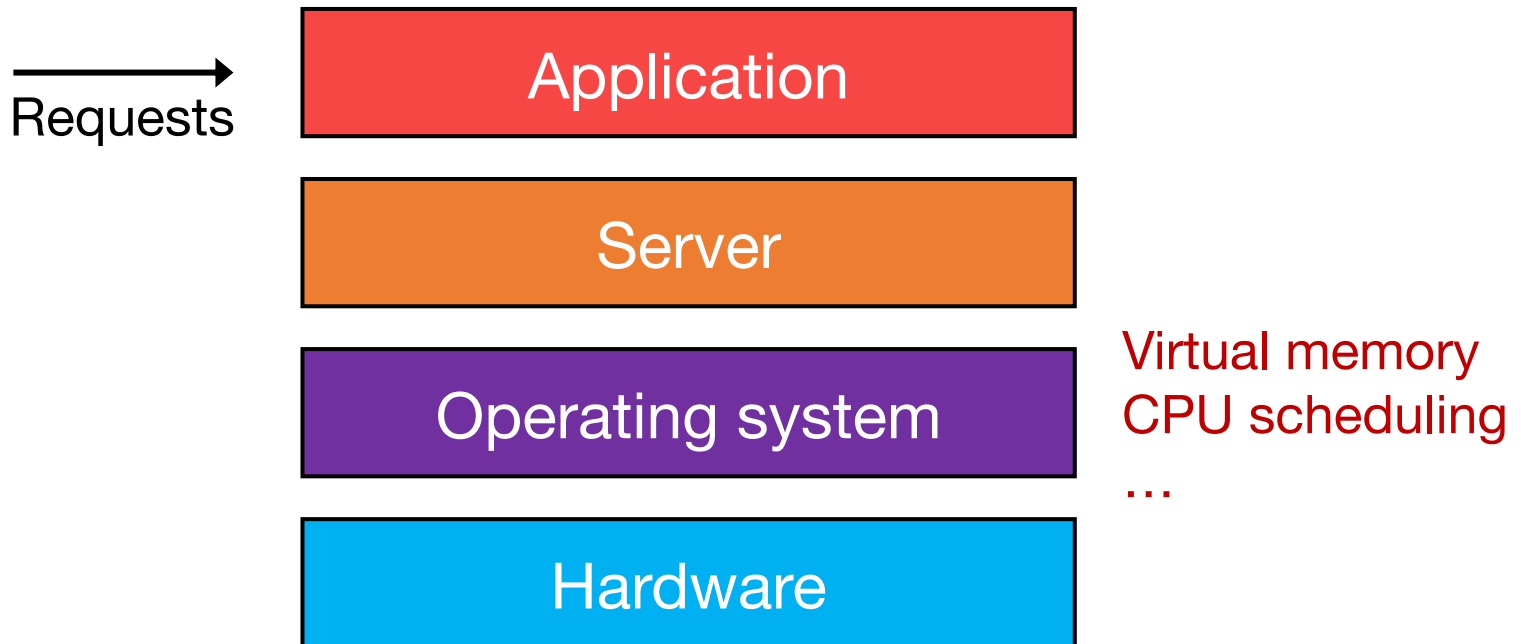 Application
Requests
Server
Virtual memory
CPU scheduling
Operating system
…
Hardware